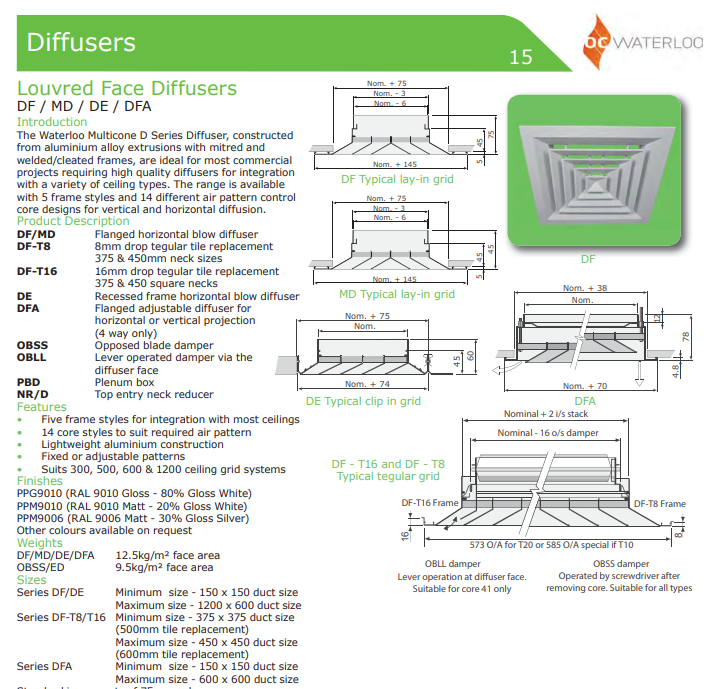 Diffusers
15
OC WATERLOO
Louvred Face Diffusers
DF / MD / DE / DFA
Introduction
The Waterloo Multicone D Series Diffuser, constructed
from aluminium alloy extrusions with mitred and
welded/cleated frames, are ideal for most commercial
projects requiring high quality diffusers for integration
with a variety of ceiling types. The range is available
with 5 frame styles and 14 different air pattern control
core designs for vertical and horizontal diffusion.
Product Description
DF/MD Flanged horizontal blow diffuser
DF-T8 8mm drop tegular tile replacement
375 & 450mm neck sizes
DF-T16 16mm drop tegular tile replacement
375 & 450 square necks
DE Recessed frame horizontal blow diffuser
DFA Flanged adjustable diffuser for
horizontal or vertical projection
(4 way only)
OBSS Opposed blade damper
OBLL Lever operated damper via the
diffuser face
PBD Plenum box
NR/D Top entry neck reducer
Features
• Five frame styles for integration with most ceilings
• 14 core styles to suit required air pattern
• Lightweight aluminium construction
• Fixed or adjustable patterns
• Suits 300, 500, 600 & 1200 ceiling grid systems
Finishes
PPG9010 (RAL 9010 Gloss - 80% Gloss White)
PPM9010 (RAL 9010 Matt - 20% Gloss White)
PPM9006 (RAL 9006 Matt - 30% Gloss Silver)
Other colours available on request
Weights
DF/MD/DE/DFA 12.5kg/m² face area
OBSS/ED 9.5kg/m² face area
Sizes
Series DF/DE Minimum size - 150 x 150 duct size
Maximum size - 1200 x 600 duct size
Series DF-T8/T16 Minimum size - 375 x 375 duct size
(500mm tile replacement)
Maximum size - 450 x 450 duct size
(600mm tile replacement)
Series DFA Minimum size - 150 x 150 duct size
Maximum size - 600 x 600 duct size
Nom. + 75
Nom. - 3
Nom. - 6
75
45
5
Nom. + 145
DF Typical lay-in grid
Nom. + 75
Nom. - 3
Nom. - 6
45
45
5
Nom. + 145
MD Typical lay-in grid
Nom. + 75
Nom.
60
45
Nom. + 74
DE Typical clip in grid
DF
Nom. + 38
Nom.
12
78
4.8
Nom. + 70
DFA
Nominal + 2 i/s stack
Nominal - 16 o/s damper
DF - T16 and DF - T8
Typical tegular grid
DF-T16 Frame
DF-T8 Frame
16
8
573 O/A for T20 or 585 O/A special if T10
OBLL damper
Lever operation at diffuser face.
Suitable for core 41 only
OBSS damper
Operated by screwdriver after
removing core. Suitable for all types